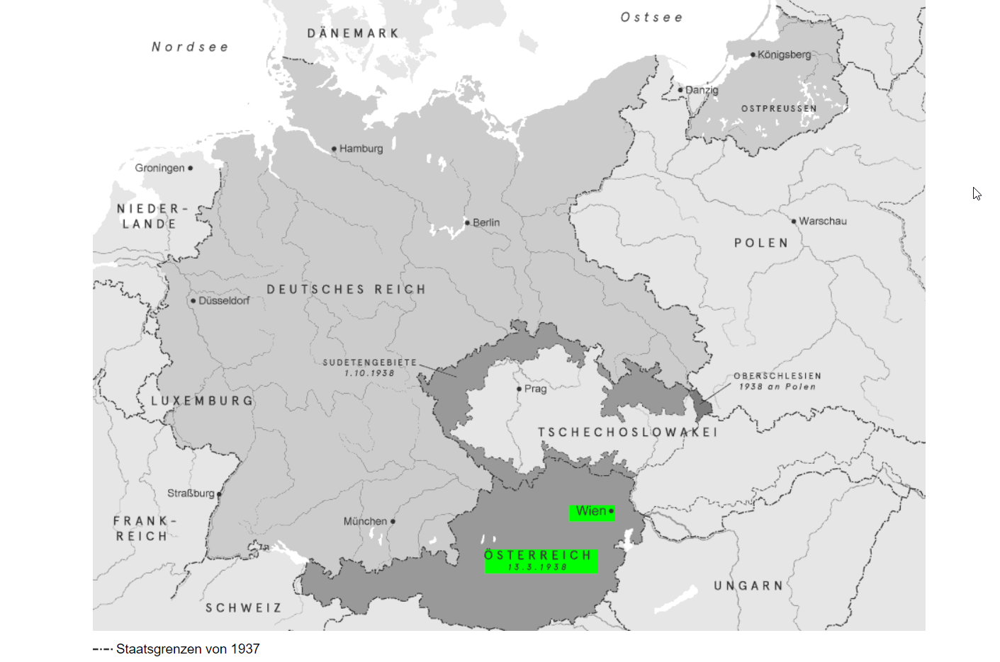 Ostsee
DÄNEMARK
Nordsee
Königsberg
Danzig
OSTPREUSSEN
Hamburg
Groningen
NIEDER-
LANDE
Berlin
Warschau
POLEN
DEUTSCHES REICH
Düsseldorf
SUDETENGEBIETE
1.10.1938
OBERSCHLESIEN
1938 an Polen
Prag
LUXEMBURG
TSCHECHOSLOWAKEI
Straßburg
Wien
FRANK-
REICH
München
ÖSTERREICH
13.3.1938
UNGARN
SCHWEIZ
Staatsgrenzen von 1937